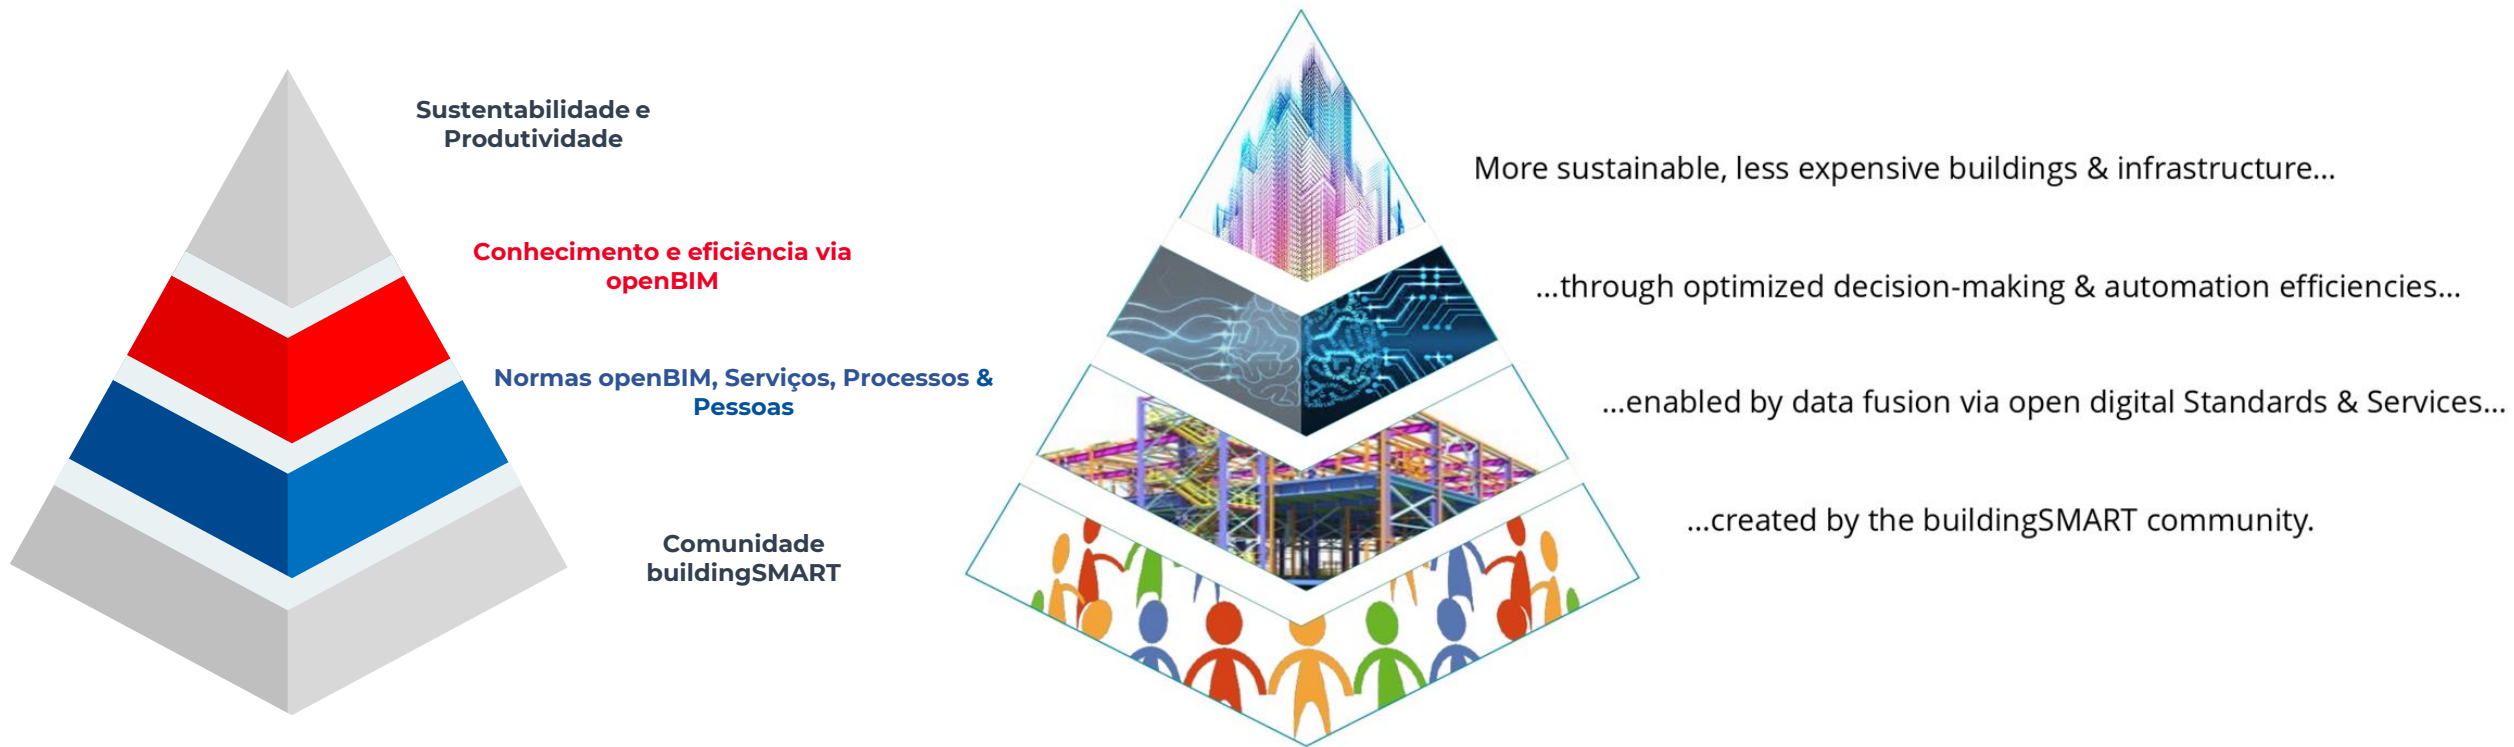 Sustentabilidade e
Produtividade
Conhecimento e eficiência via
openBIM
Normas openBIM, Serviços, Processos &
Pessoas
Comunidade
buildingSMART
More sustainable, less expensive buildings & infrastructure...
...through optimized decision-making & automation efficiencies...
...enabled by data fusion via open digital Standards & Services...
...created by the buildingSMART community.